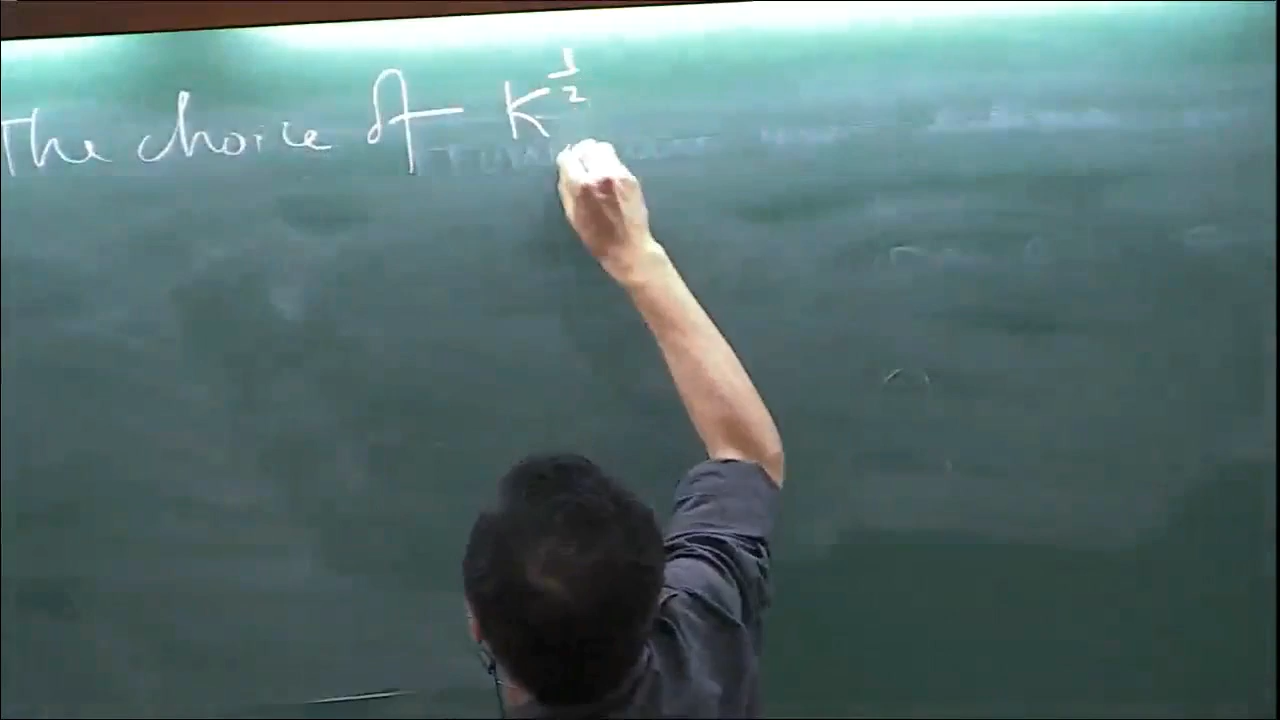 The choice of K^{1/2}